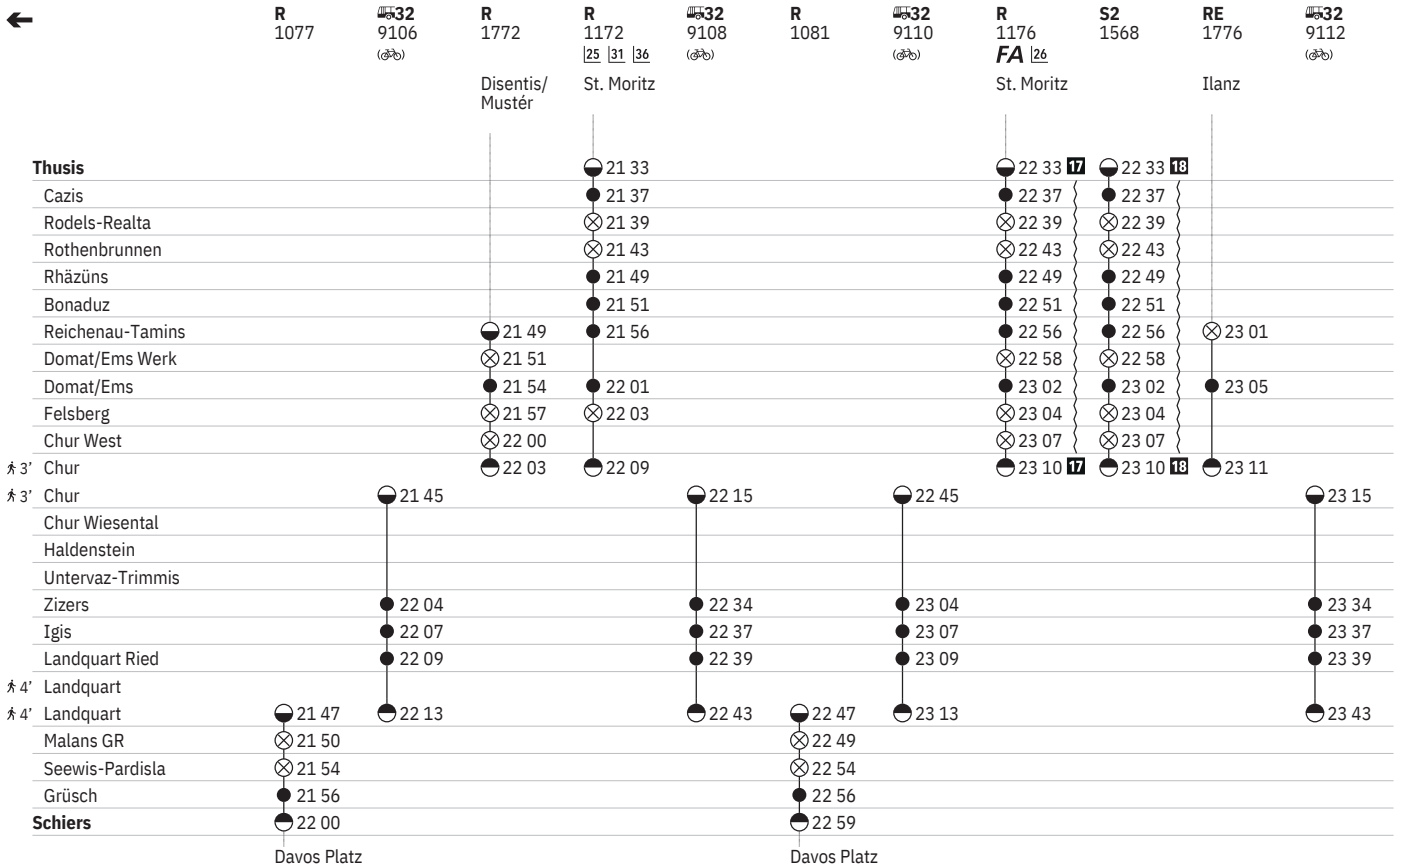 R 32 R R 32 R 32 R S2 RE 32
1077 9106 1772 1172 9108 1081 9110 1176 1568 1776 9112
25 31 36 FA 26
Disentis/ St. Moritz St. Moritz Ilanz
Mustér
Thusis 21 33 22 33 17 22 33 18
Cazis 21 37 22 37 22 37
Rodels-Realta 21 39 22 39 22 39
Rothenbrunnen 21 43 22 43 22 43
Rhäzüns 21 49 22 49 22 49
Bonaduz 21 51 22 51 22 51
Reichenau-Tamins 21 49 21 56 22 56 22 56 23 01
Domat/Ems Werk 21 51 22 58 22 58
Domat/Ems 21 54 22 01 23 02 23 02 23 05
Felsberg 21 57 22 03 23 04 23 04
Chur West 22 00 23 07 23 07
3' Chur 22 03 22 09 23 10 17 23 10 18 23 11
3' Chur 21 45 22 15 22 45 23 15
Chur Wiesental
Haldenstein
Untervaz-Trimmis
Zizers 22 04 22 34 23 04 23 34
Igis 22 07 22 37 23 07 23 37
Landquart Ried 22 09 22 39 23 09 23 39
4' Landquart
4' Landquart 21 47 22 13 22 43 22 47 23 13 23 43
Malans GR 21 50 22 49
Seewis-Pardisla 21 54 22 54
Grüsch 21 56 22 56
Schiers 22 00 22 59
Davos Platz Davos Platz